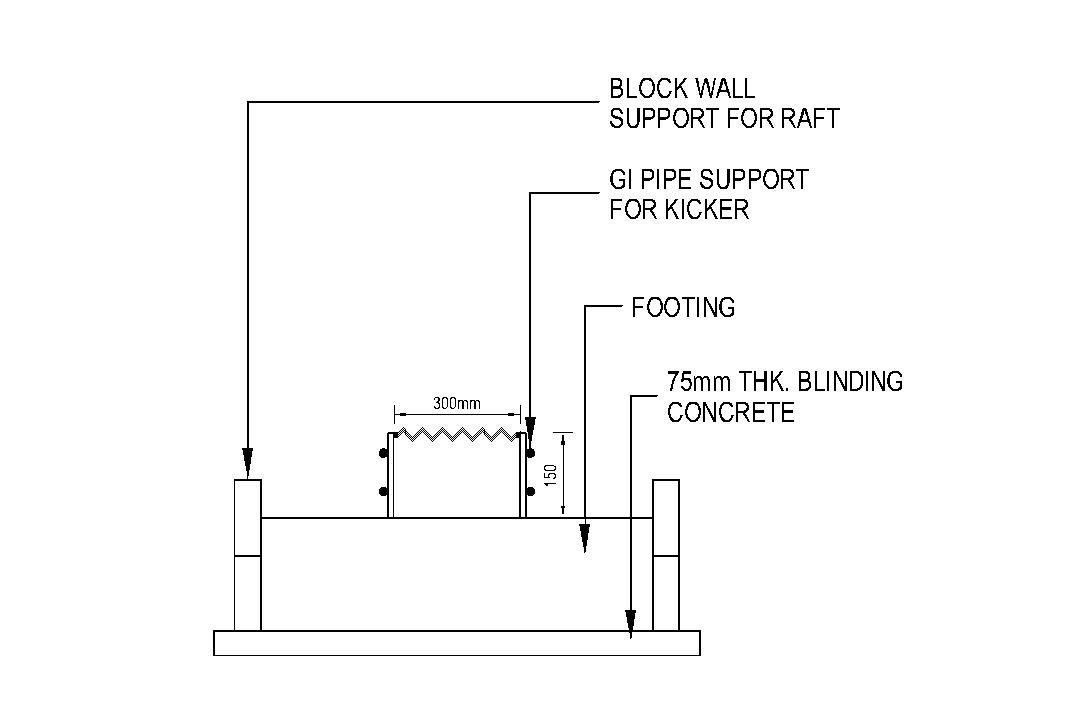 BLOCK WALL
SUPPORT FOR RAFT
GI PIPE SUPPORT
FOR KICKER
FOOTING
75mm THK. BLINDING
CONCRETE
300mm
150